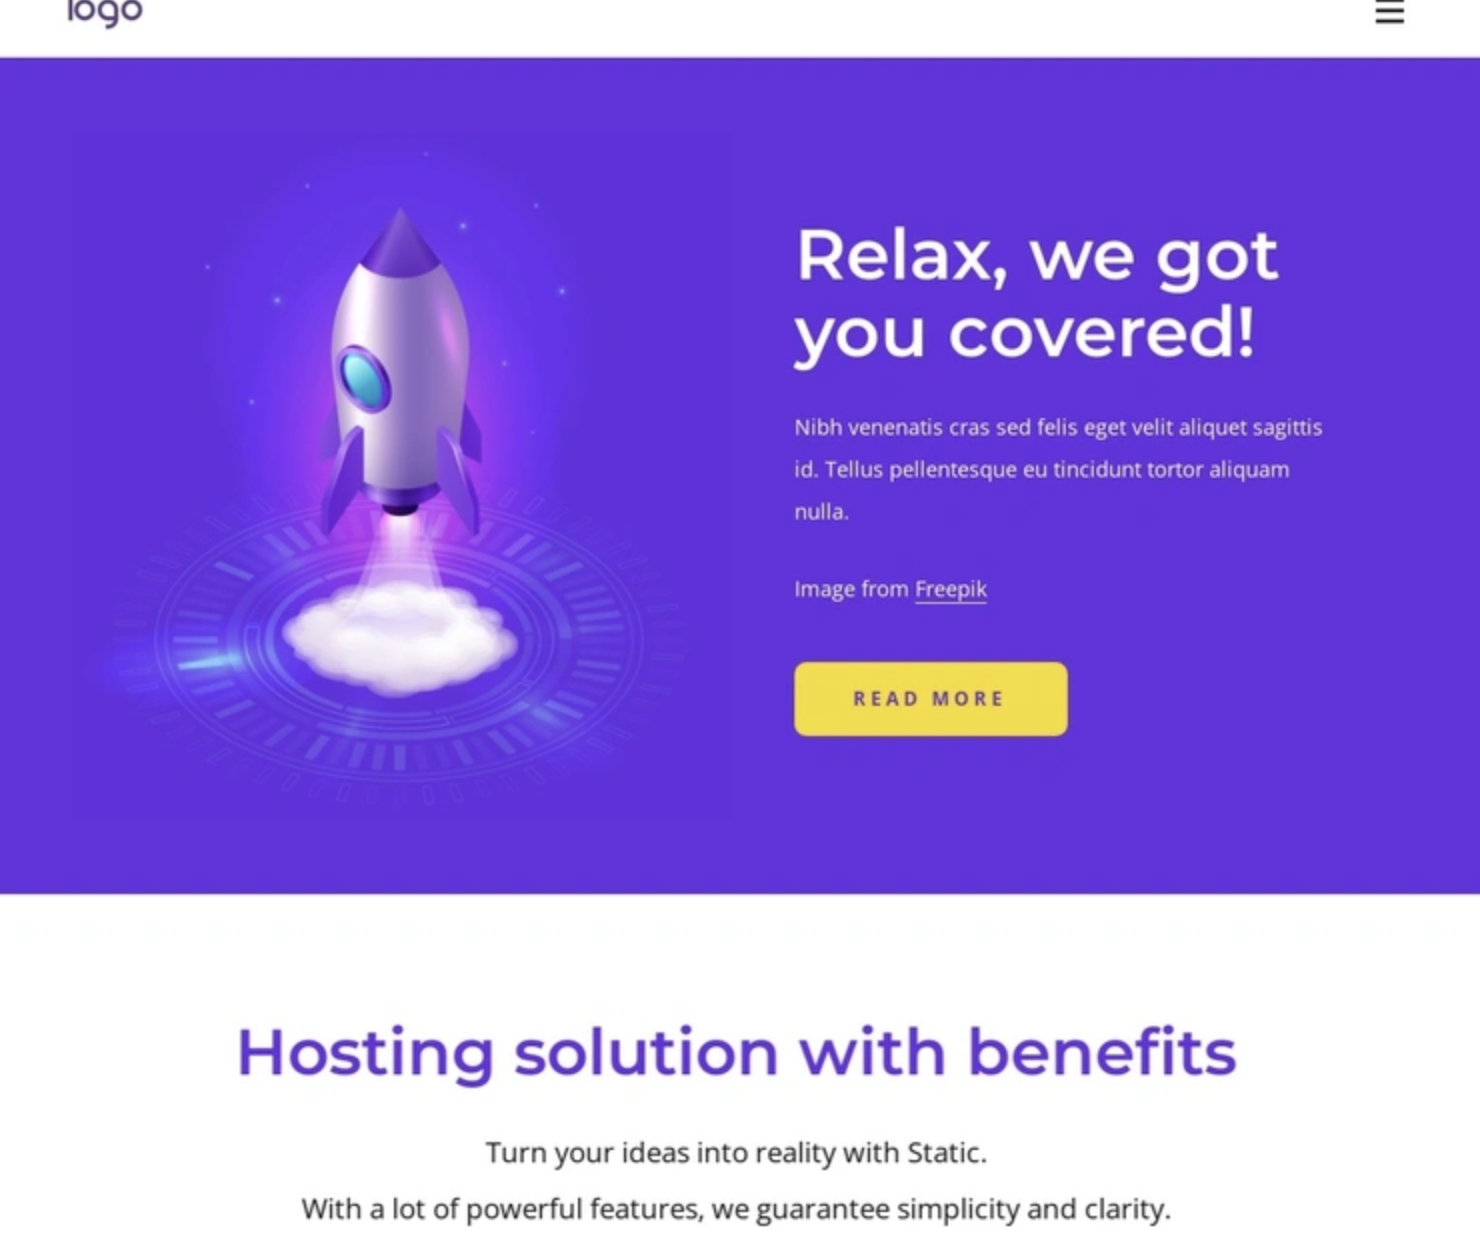 logo
Relax, we got
you covered!
Nibh venenatis cras sed felis eget velit aliquet sagittis
id. Tellus pellentesque eu tincidunt tortor aliquam
nulla.
Image from Freepik
READ MORE
Hosting solution with benefits
Turn your ideas into reality with Static.
With a lot of powerful features, we guarantee simplicity and clarity.